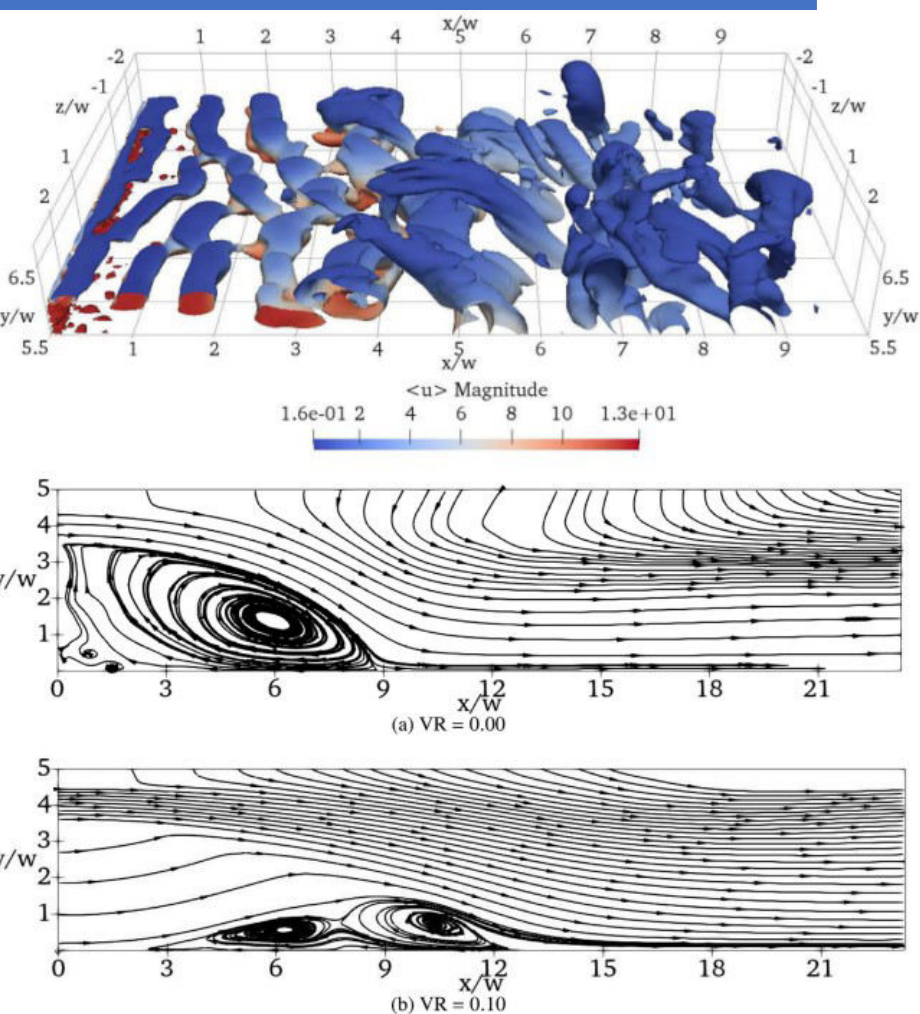 x/w
1 2 3 4 5 6 7 8 9
-2 -2
-1 -1
z/w z/w
1 1
2 2
6.5 6.5
y/w y/w
5.5 5.5
1 2 3 4 5 6 7 8 9
x/w
<u> Magnitude
1.6e-01 2 4 6 8 10 1.3e+01
5
4
3
y/w
2
1
0 3 6 9 12 15 18 21
x/w
(a) VR = 0.00
5
4
3
y/w
2
1
0 3 6 9 12 15 18 21
x/w
(b) VR = 0.10